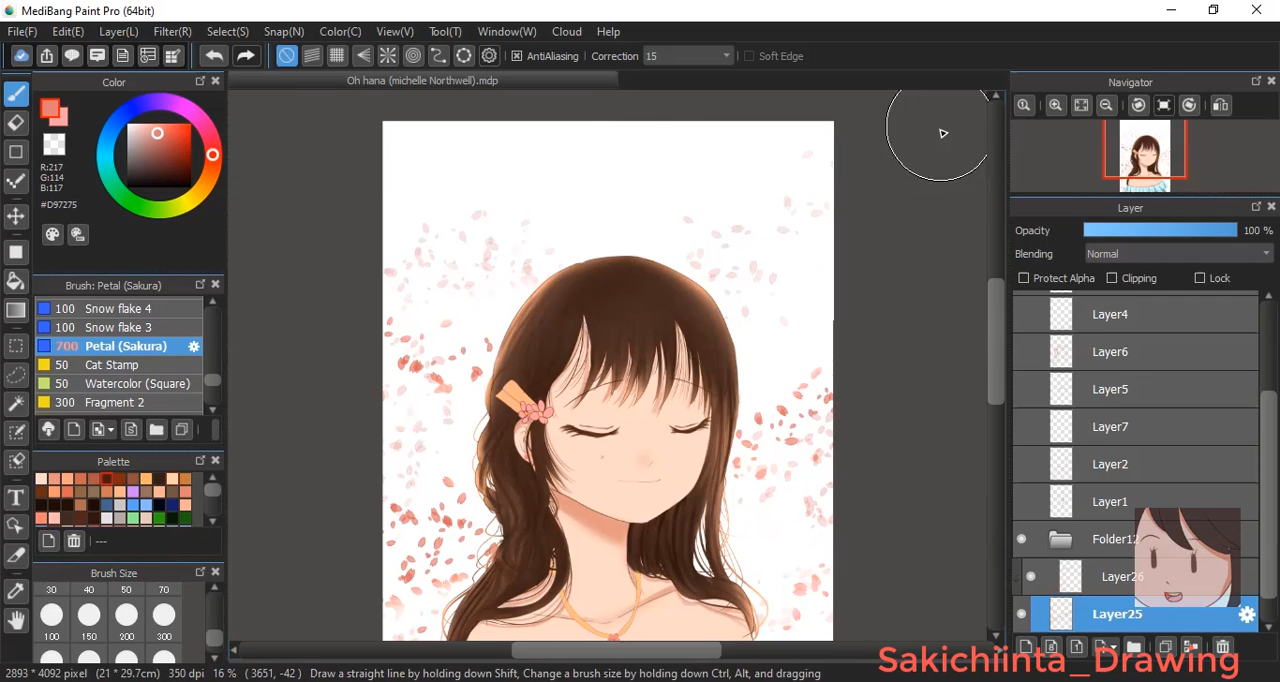 MediBang Paint Pro (64bit)
File(F) Edit(E) Layer(L) Filter(R) Select(S) Snap(N) Color(C) View(V) Tool(T) Window(W) Cloud Help
AntiAliasing Correction 15 Soft Edge
Color
Oh hana (michelle Northwell).mdp
Navigator
R:217
G:114
B:117
#D97275
Layer
Opacity 100 %
Blending Normal
Protect Alpha Clipping Lock
Brush: Petal (Sakura)
100 Snow flake 4
100 Snow flake 3
700 Petal (Sakura)
50 Cat Stamp
50 Watercolor (Square)
300 Fragment 2
Layer4
Layer6
Layer5
Layer7
Layer2
Layer1
Folder12
Layer26
Layer25
Palette
---
Brush Size
30 40 50 70
100 150 200 300
Sakichiinta_Drawing
2893 * 4092 pixel (21 * 29.7cm) 350 dpi 16 % (3651, -42) Draw a straight line by holding down Shift, Change a brush size by holding down Ctrl, Alt, and dragging